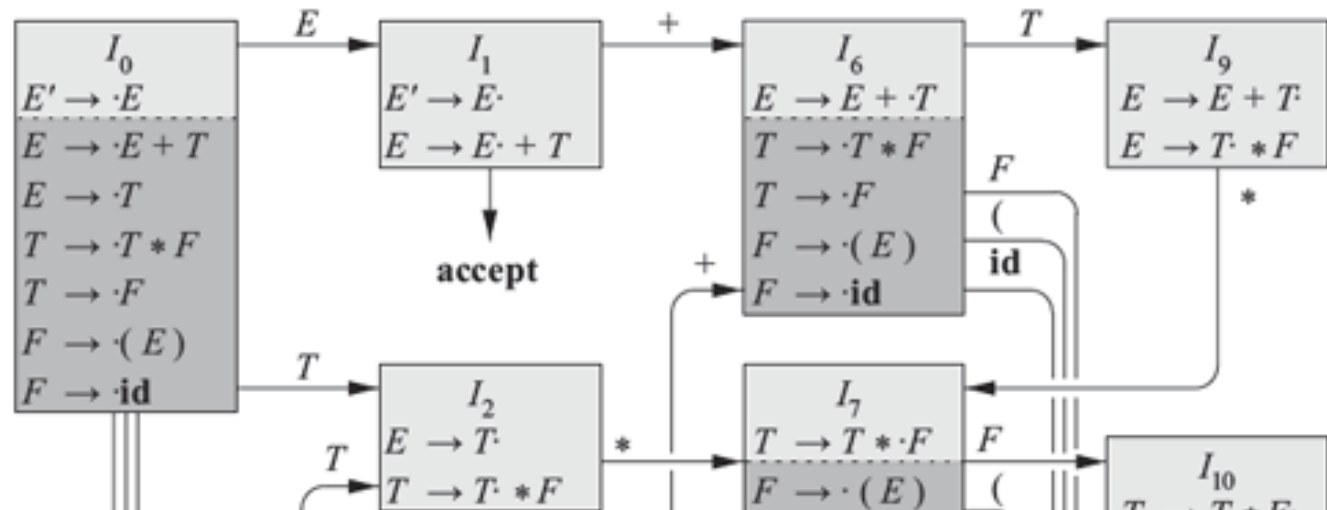 I0
E' → ·E
E → ·E + T
E → ·T
T → ·T * F
T → ·F
F → ·( E )
F → ·id
E
I1
E' → E·
E → E· + T
accept
+
I6
E → E + ·T
T → ·T * F
T → ·F
F → ·( E )
F → ·id
T
I9
E → E + T·
E → T· * F
F
(
id
*
+
T
I2
E → T·
T → T· * F
T
*
I7
T → T * ·F
F → · ( E )
F
(
I10